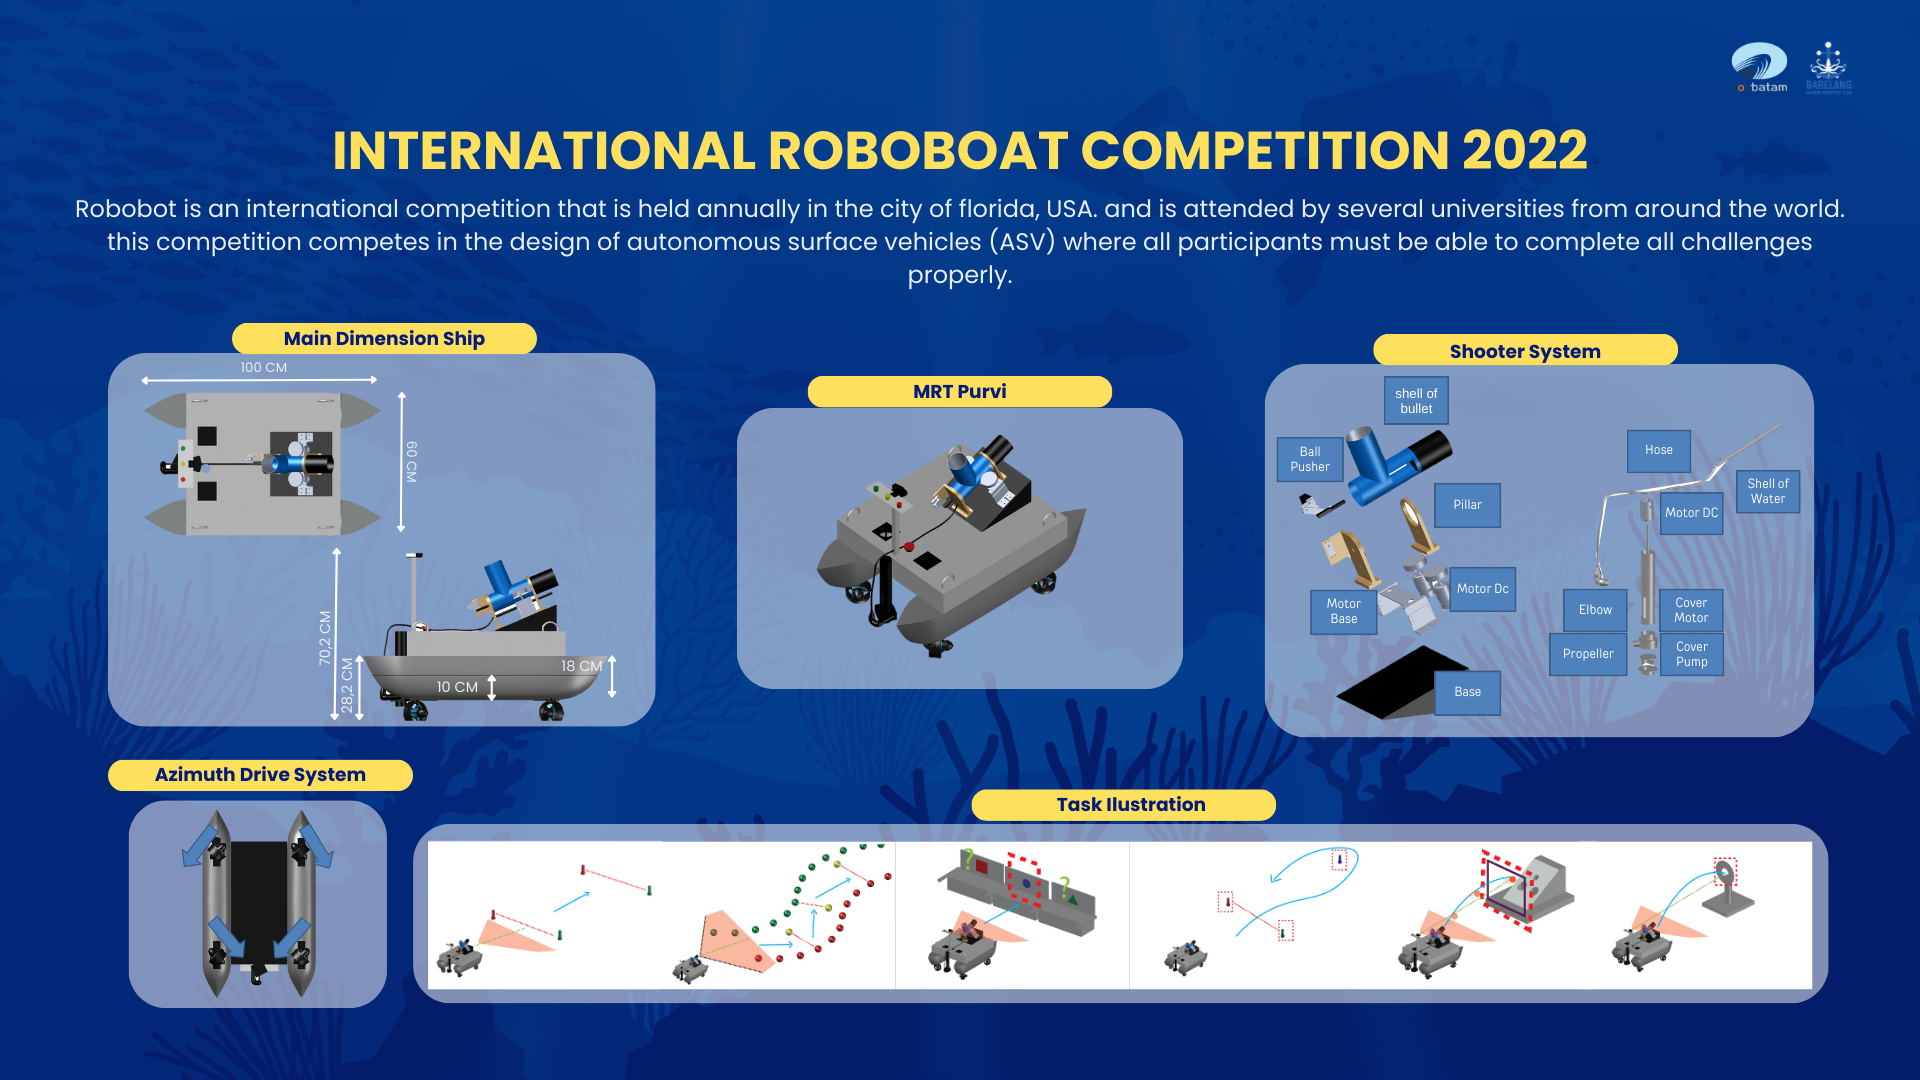 o batam
BARELANG
INTERNATIONAL ROBOBOAT COMPETITION 2022
Robobot is an international competition that is held annually in the city of florida, USA. and is attended by several universities from around the world.
this competition competes in the design of autonomous surface vehicles (ASV) where all participants must be able to complete all challenges
properly.
Main Dimension Ship
100 CM
60 CM
70,2 CM
28,2 CM
10 CM
18 CM
MRT Purvi
Shooter System
shell of
bullet
Ball
Pusher
Pillar
Motor Dc
Motor
Base
Base
Hose
Shell of
Water
Motor DC
Elbow
Cover
Motor
Propeller
Cover
Pump
Azimuth Drive System
Task Ilustration
?
?